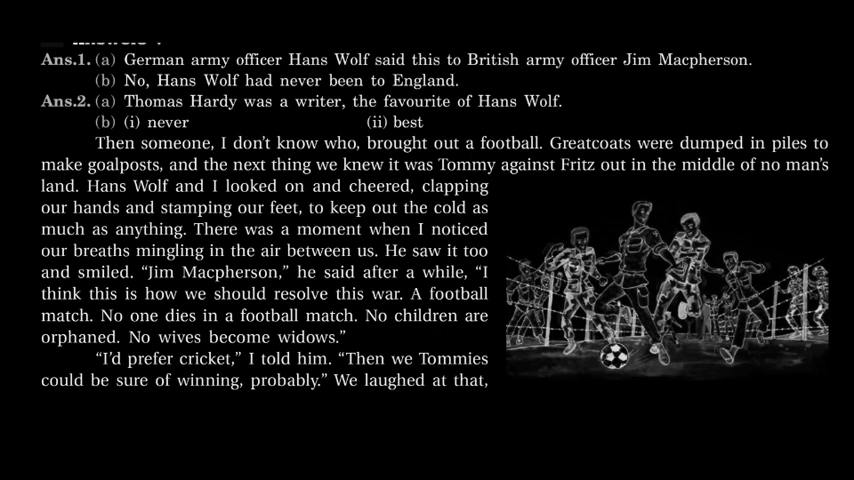 Ans.1. (a) German army officer Hans Wolf said this to British army officer Jim Macpherson.
(b) No, Hans Wolf had never been to England.
Ans.2. (a) Thomas Hardy was a writer, the favourite of Hans Wolf.
(b) (i) never (ii) best
Then someone, I don't know who, brought out a football. Greatcoats were dumped in piles to
make goalposts, and the next thing we knew it was Tommy against Fritz out in the middle of no man's
land. Hans Wolf and I looked on and cheered, clapping
our hands and stamping our feet, to keep out the cold as
much as anything. There was a moment when I noticed
our breaths mingling in the air between us. He saw it too
and smiled. “Jim Macpherson,” he said after a while, “I
think this is how we should resolve this war. A football
match. No one dies in a football match. No children are
orphaned. No wives become widows.”
“I'd prefer cricket,” I told him. “Then we Tommies
could be sure of winning, probably.” We laughed at that,